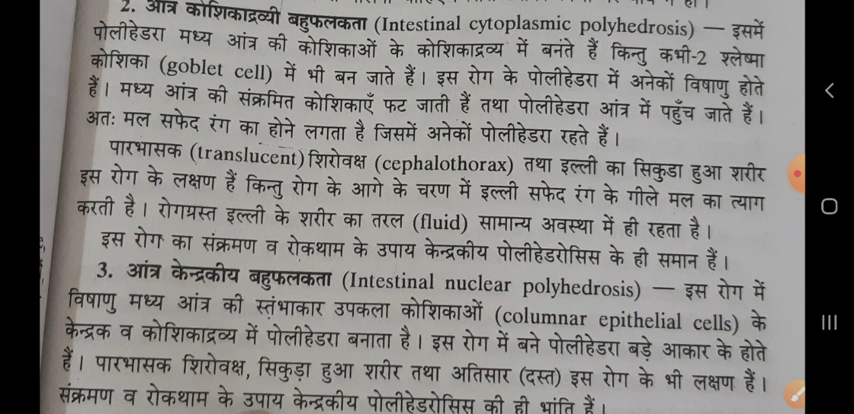 2. आंत्र कोशिकाद्रव्यी बहुफलकता (Intestinal cytoplasmic polyhedrosis) — इसमें
पोलीहेडरा मध्य आंत्र की कोशिकाओं के कोशिकाद्रव्य में बनते हैं किन्तु कभी-2 श्लेष्मा
कोशिका (goblet cell) में भी बन जाते हैं। इस रोग के पोलीहेडरा में अनेकों विषाणु होते
हैं। मध्य आंत्र की संक्रमित कोशिकाएँ फट जाती हैं तथा पोलीहेडरा आंत्र में पहुँच जाते हैं।
अतः मल सफेद रंग का होने लगता है जिसमें अनेकों पोलीहेडरा रहते हैं।
पारभासक (translucent) शिरोवक्ष (cephalothorax) तथा इल्ली का सिकुडा हुआ शरीर
इस रोग के लक्षण हैं किन्तु रोग के आगे के चरण में इल्ली सफेद रंग के गीले मल का त्याग
करती है। रोगग्रस्त इल्ली के शरीर का तरल (fluid) सामान्य अवस्था में ही रहता है।
इस रोग का संक्रमण व रोकथाम के उपाय केन्द्रकीय पोलीहेडरोसिस के ही समान हैं।
3. आंत्र केन्द्रकीय बहुफलकता (Intestinal nuclear polyhedrosis) — इस रोग में
विषाणु मध्य आंत्र की स्तंभाकार उपकला कोशिकाओं (columnar epithelial cells) के
केन्द्रक व कोशिकाद्रव्य में पोलीहेडरा बनाता है। इस रोग में बने पोलीहेडरा बड़े आकार के होते
हैं। पारभासक शिरोवक्ष, सिकुड़ा हुआ शरीर तथा अतिसार (दस्त) इस रोग के भी लक्षण हैं।
संक्रमण व रोकथाम के उपाय केन्द्रकीय पोलीहेडरोसिस की ही भांति हैं।